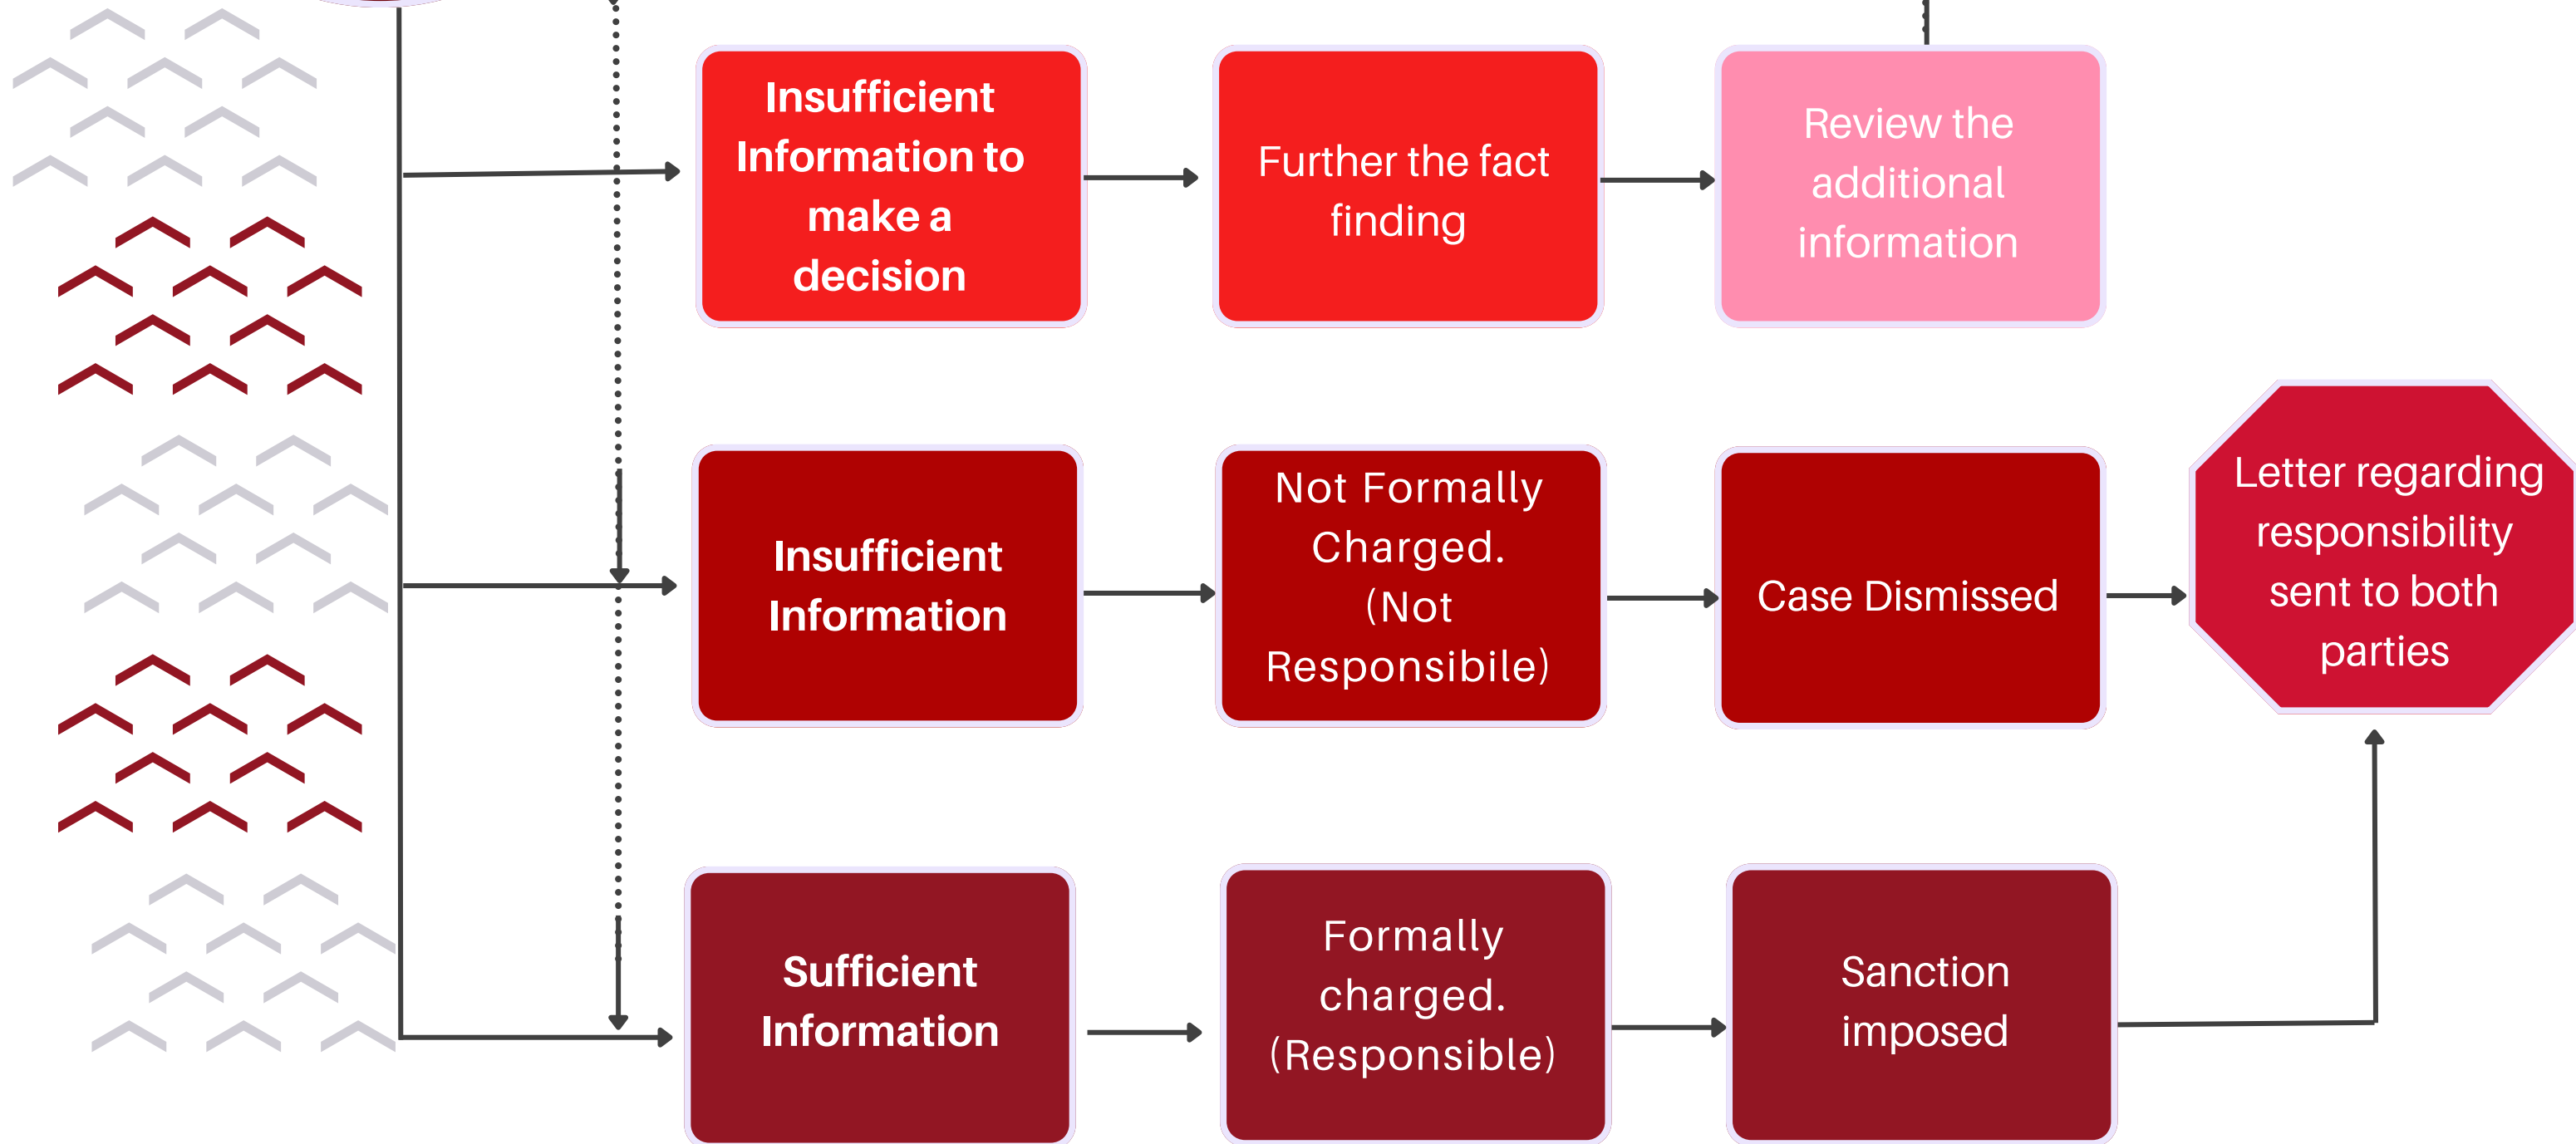 Insufficient
Information to
make a
decision
Further the fact
finding
Review the
additional
information
Insufficient
Information
Not Formally
Charged.
(Not
Responsibile)
Case Dismissed
Letter regarding
responsibility
sent to both
parties
Sufficient
Information
Formally
charged.
(Responsible)
Sanction
imposed